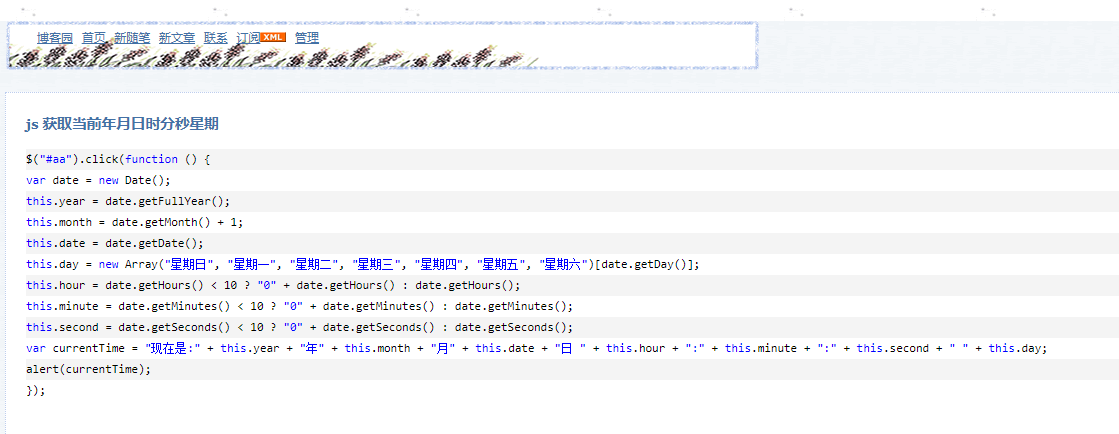 博客园 首页 新随笔 新文章 联系 订阅 XML 管理
js 获取当前年月日时分秒星期
$("#aa").click(function () {
var date = new Date();
this.year = date.getFullYear();
this.month = date.getMonth() + 1;
this.date = date.getDate();
this.day = new Array("星期日", "星期一", "星期二", "星期三", "星期四", "星期五", "星期六")[date.getDay()];
this.hour = date.getHours() < 10 ? "0" + date.getHours() : date.getHours();
this.minute = date.getMinutes() < 10 ? "0" + date.getMinutes() : date.getMinutes();
this.second = date.getSeconds() < 10 ? "0" + date.getSeconds() : date.getSeconds();
var currentTime = "现在是:" + this.year + "年" + this.month + "月" + this.date + "日 " + this.hour + ":" + this.minute + ":" + this.second + " " + this.day;
alert(currentTime);
});